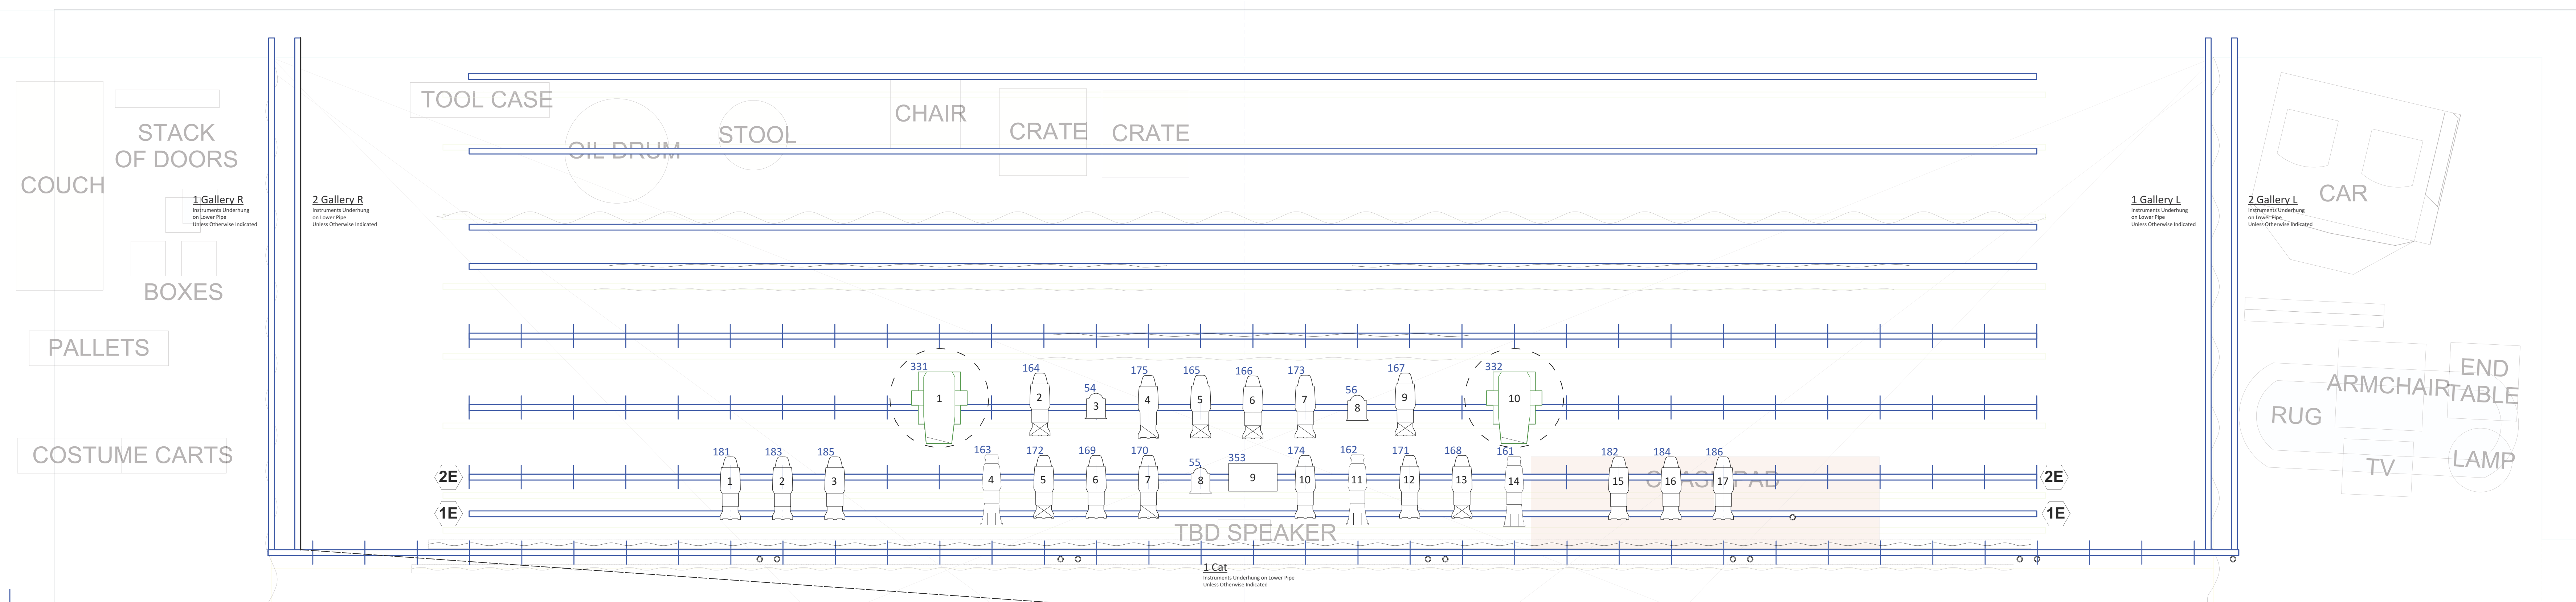 TOOL CASE
CHAIR
STACK
OF DOORS
OIL DRUM
STOOL
CRATE
CRATE
COUCH
1 Gallery R
Instruments Underhung
on Lower Pipe
Unless Otherwise Indicated
2 Gallery R
Instruments Underhung
on Lower Pipe
Unless Otherwise Indicated
1 Gallery L
Instruments Underhung
on Lower Pipe
Unless Otherwise Indicated
2 Gallery L
Instruments Underhung
on Lower Pipe
Unless Otherwise Indicated
CAR
BOXES
PALLETS
331 164 54 175 165 166 173 56 167 332
1 2 3 4 5 6 7 8 9 10
END
TABLE
ARMCHAIR
RUG
COSTUME CARTS
TV
LAMP
181 183 185 163 172 169 170 55 353 174 162 171 168 161 182 184 186
2E 1 2 3 4 5 6 7 8 9 10 11 12 13 14 15 16 17 2E
CRASH PAD
1E 1E
TBD SPEAKER
1 Cat
Instruments Underhung on Lower Pipe
Unless Otherwise Indicated